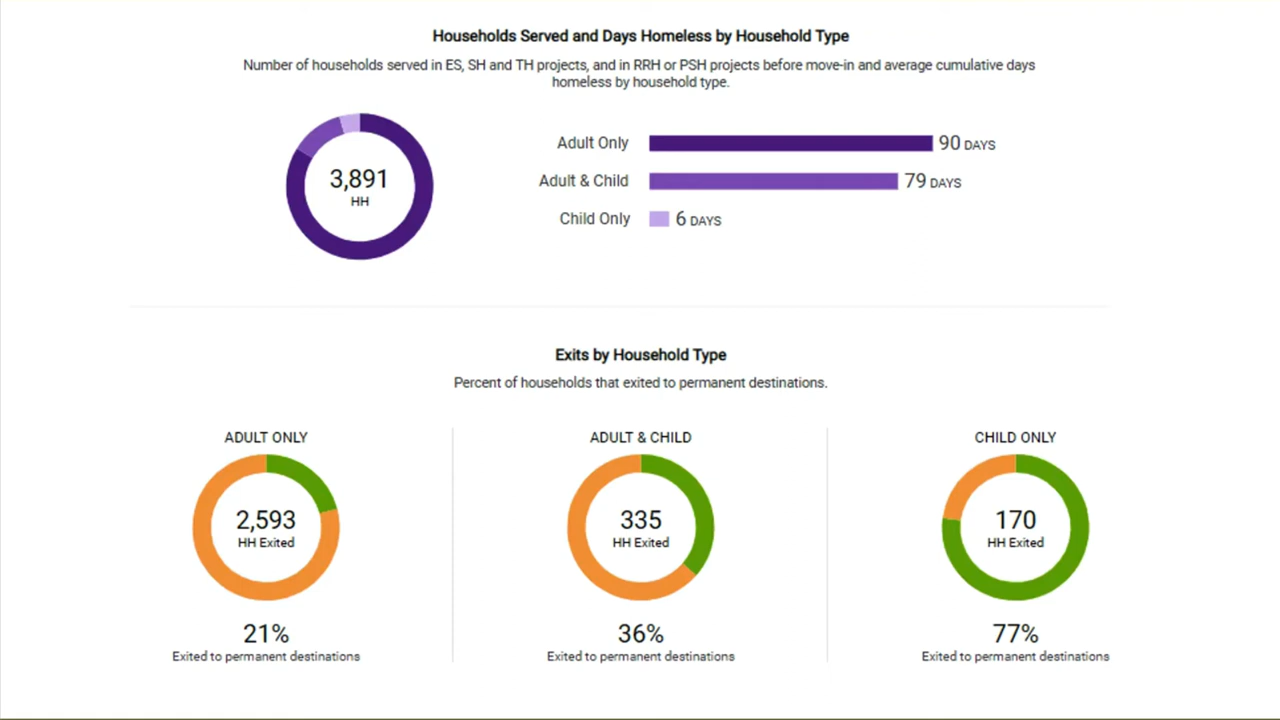 Households Served and Days Homeless by Household Type
Number of households served in ES, SH and TH projects, and in RRH or PSH projects before move-in and average cumulative days
homeless by household type.
3,891
HH
Adult Only 90 DAYS
Adult & Child 79 DAYS
Child Only 6 DAYS
Exits by Household Type
Percent of households that exited to permanent destinations.
ADULT ONLY
2,593
HH Exited
21%
Exited to permanent destinations
ADULT & CHILD
335
HH Exited
36%
Exited to permanent destinations
CHILD ONLY
170
HH Exited
77%
Exited to permanent destinations